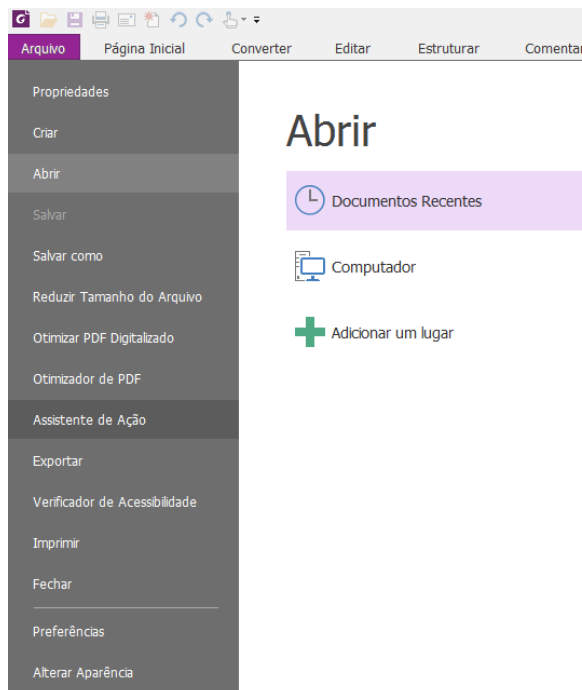 Arquivo Página Inicial Converter Editar Estruturar Comentar
Propriedades
Criar
Abrir
Salvar
Salvar como
Reduzir Tamanho do Arquivo
Otimizar PDF Digitalizado
Otimizador de PDF
Assistente de Ação
Exportar
Verificador de Acessibilidade
Imprimir
Fechar
Preferências
Alterar Aparência
Abrir
Documentos Recentes
Computador
Adicionar um lugar